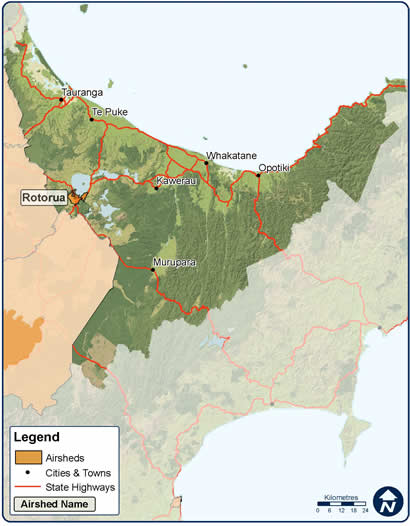 Tauranga
Te Puke
Whakatane
Opotiki
Kawerau
Rotorua
Murupara
Legend
Airsheds
Cities & Towns
State Highways
Airshed Name
Kilometres
0 3 6 12 18 24
N